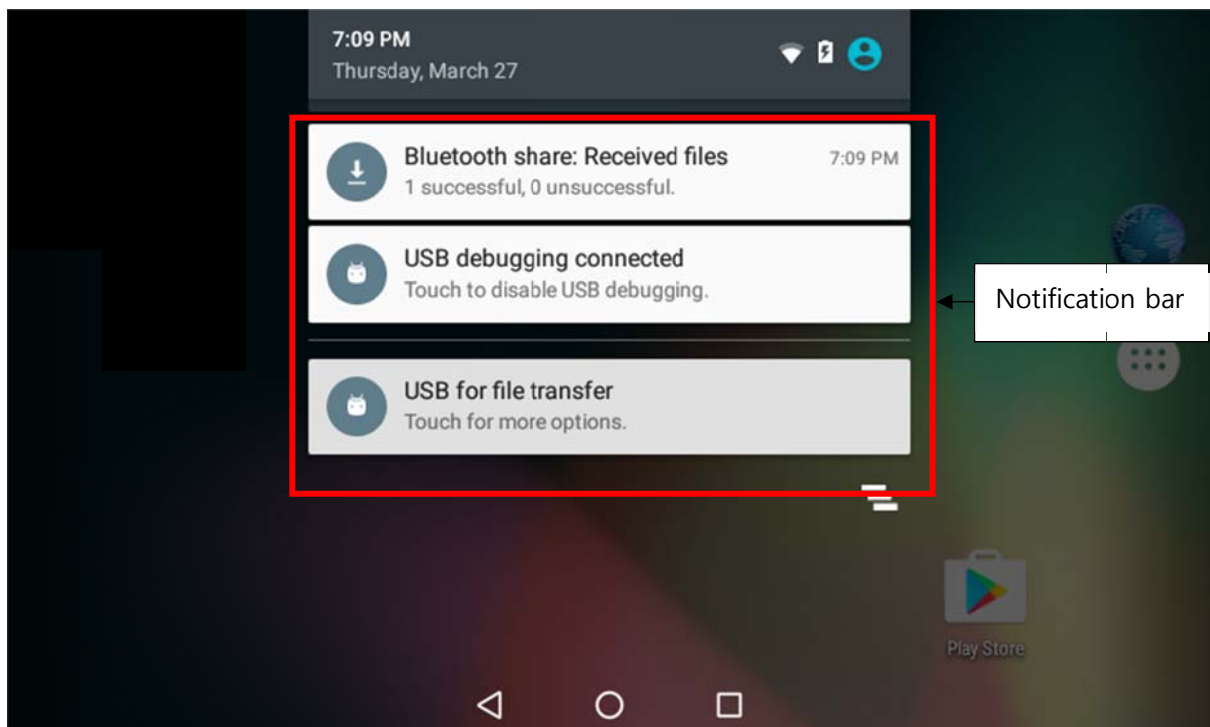 7:09 PM
Thursday, March 27
Bluetooth share: Received files 7:09 PM
1 successful, 0 unsuccessful.
USB debugging connected
Touch to disable USB debugging.
Notification bar
USB for file transfer
Touch for more options.
Play Store